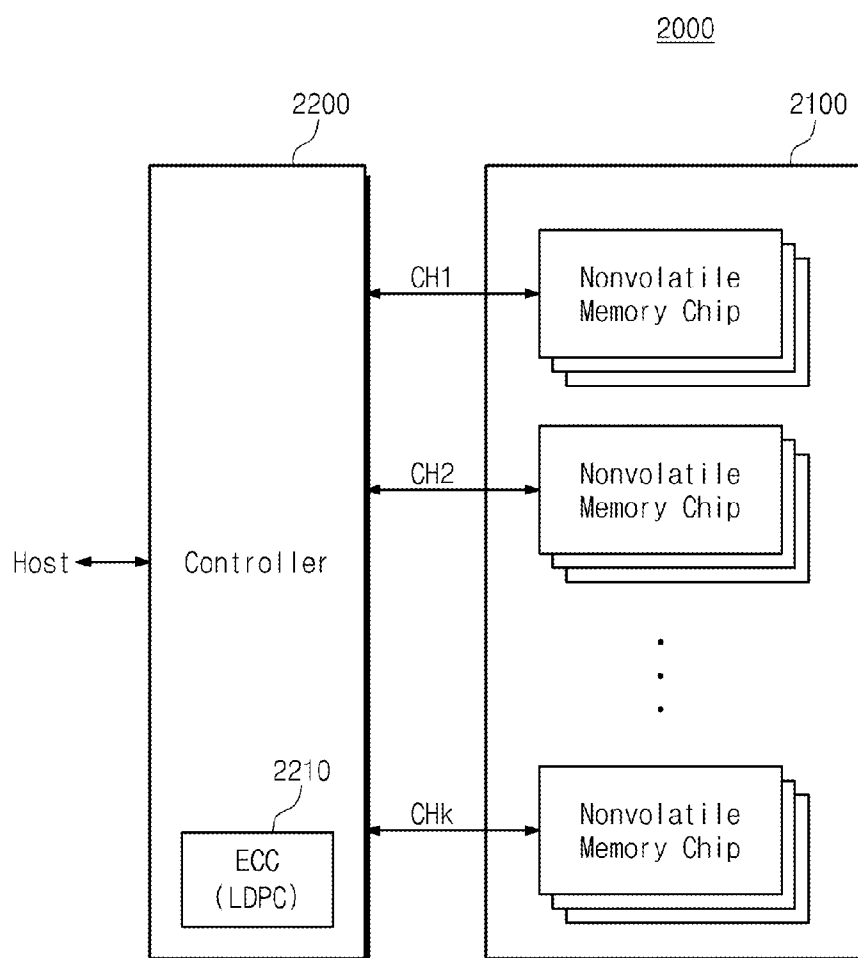 2000
2200
2100
CH1
Nonvolatile
Memory Chip
CH2
Nonvolatile
Memory Chip
Host
Controller
2210
ECC
(LDPC)
CHk
Nonvolatile
Memory Chip